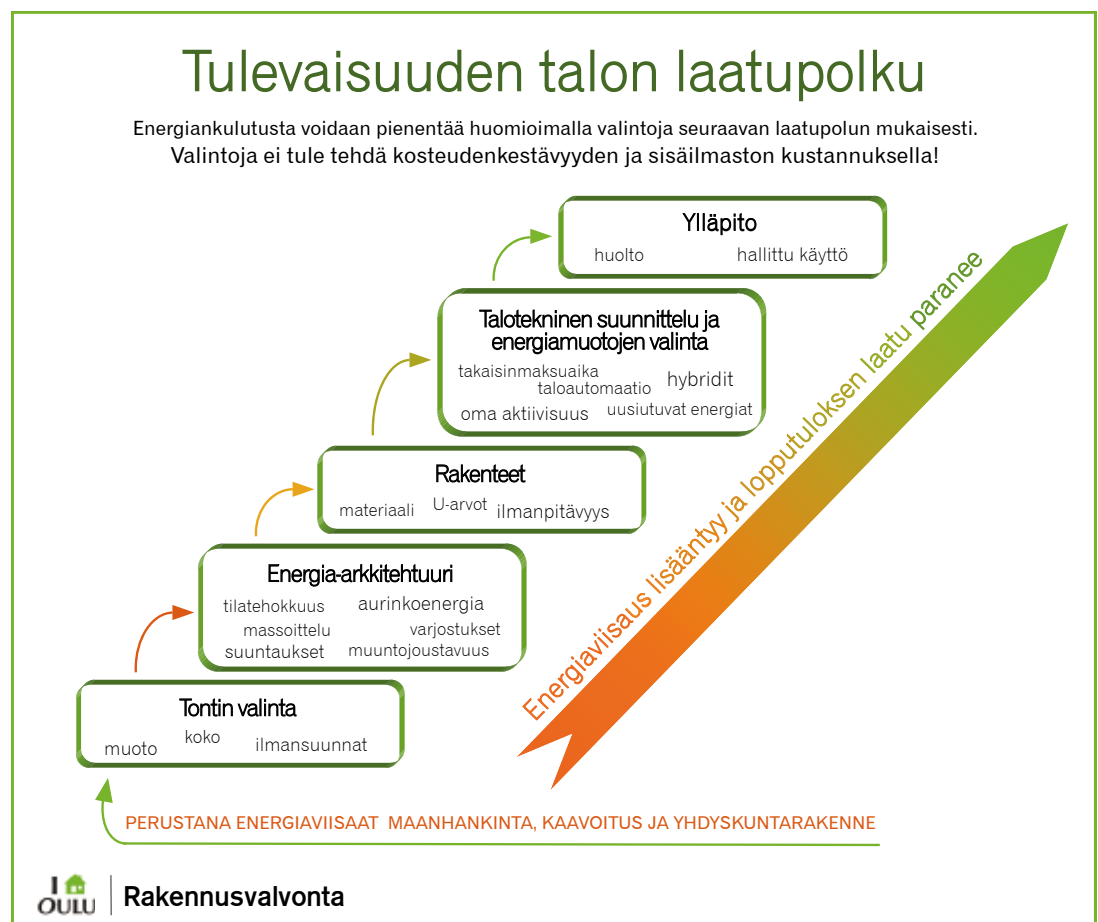 Tulevaisuuden talon laatupolku
Energiankulutusta voidaan pienentää huomioimalla valintoja seuraavan laatupolun mukaisesti.
Valintoja ei tule tehdä kosteudenkestävyyden ja sisäilmaston kustannuksella!
Ylläpito
huolto hallittu käyttö
Talotekninen suunnittelu ja
energiamuotojen valinta
takaisinmaksuaika
taloautomaatio hybridit
oma aktiivisuus uusiutuvat energiat
Rakenteet
materiaali U-arvot ilmanpitävyys
Energia-arkkitehtuuri
tilatehokkuus aurinkoenergia
massoittelu varjostukset
suuntaukset muuntojoustavuus
Tontin valinta
muoto koko ilmansuunnat
Energiaviisaus lisääntyy ja lopputuloksen laatu paranee
PERUSTANA ENERGIAVIISAAT MAANHANKINTA, KAAVOITUS JA YHDYSKUNTARAKENNE
I
OULU
Rakennusvalvonta